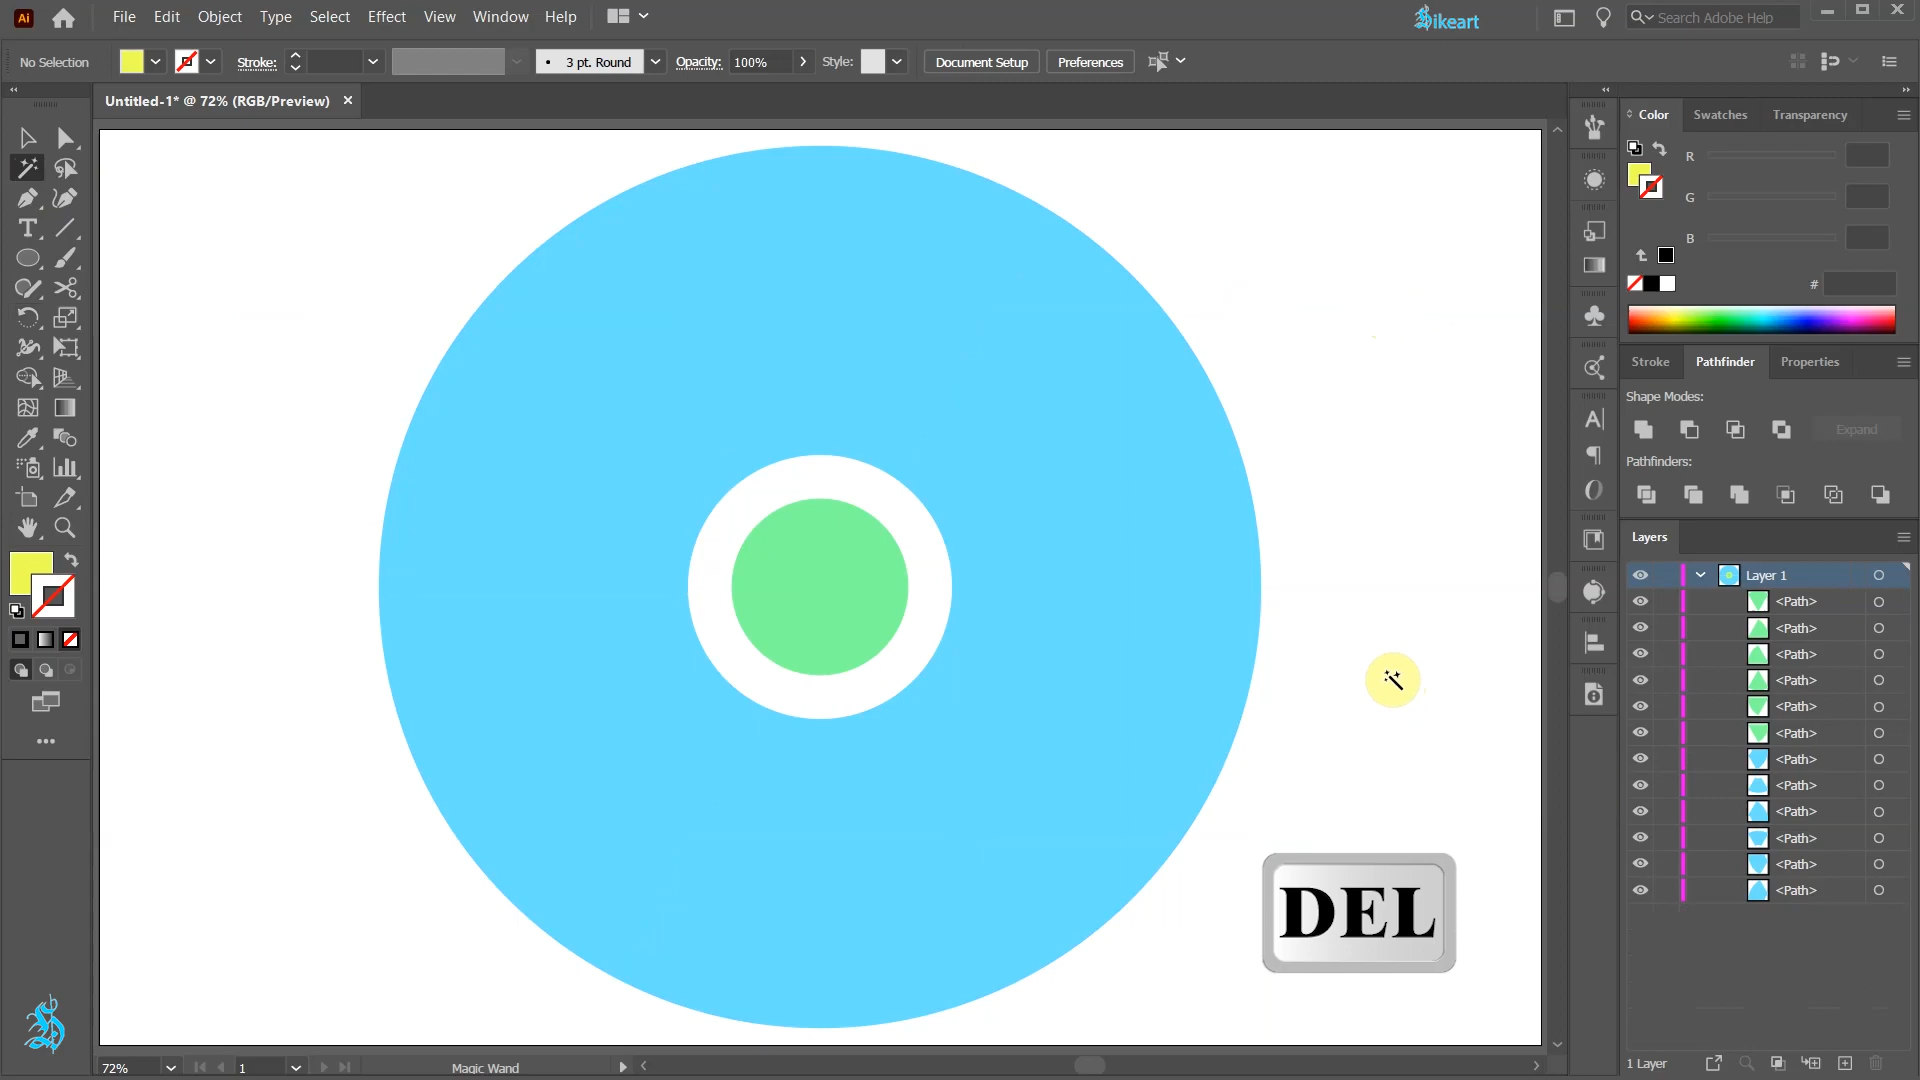 Ai File Edit Object Type Select Effect View Window Help
Sikeart
Search Adobe Help
No Selection
Stroke:
3 pt. Round
Opacity: 100%
Style:
Document Setup
Preferences
Untitled-1* @ 72% (RGB/Preview)
Color Swatches Transparency
R
G
B
#
Stroke Pathfinder Properties
Shape Modes:
Expand
Pathfinders:
Layers
Layer 1
<Path>
<Path>
<Path>
<Path>
<Path>
<Path>
<Path>
<Path>
<Path>
<Path>
<Path>
<Path>
DEL
72%
1
Magic Wand
1 Layer